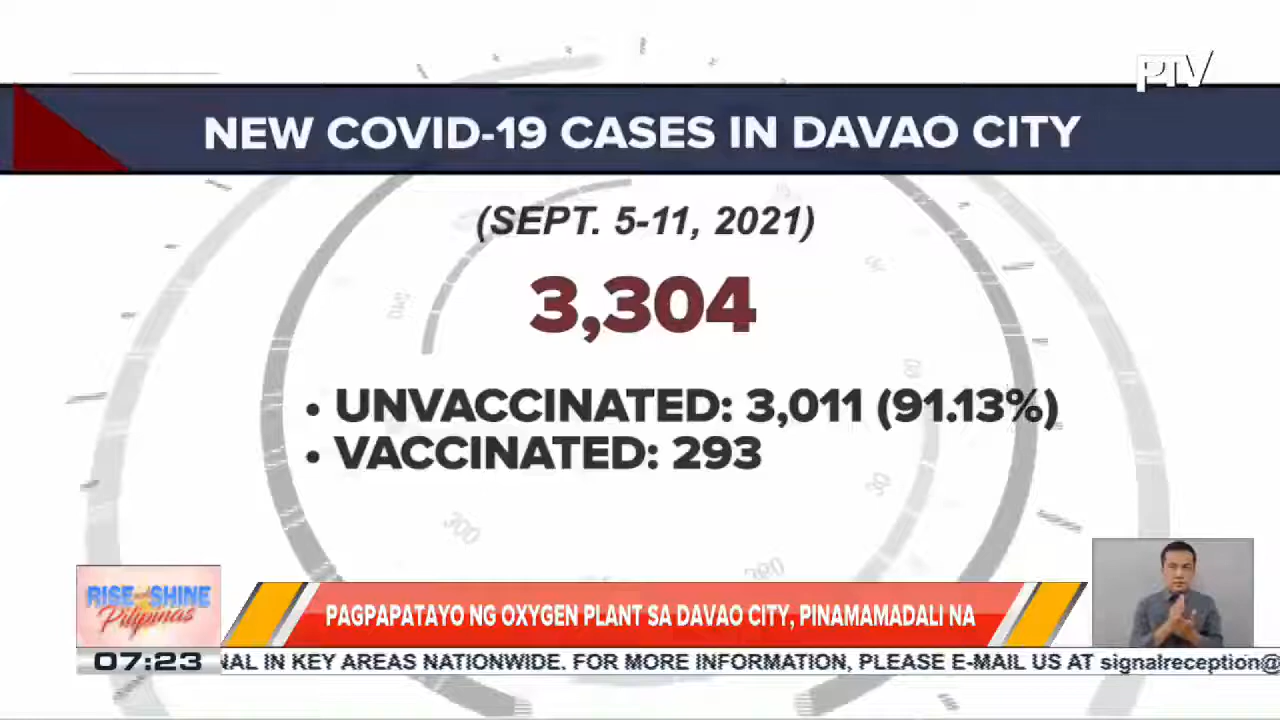 PTV
NEW COVID-19 CASES IN DAVAO CITY
(SEPT. 5-11, 2021)
3,304
• UNVACCINATED: 3,011 (91.13%)
• VACCINATED: 293
300
30
RISE SHINE
Pilipinas
PAGPAPATAYO NG OXYGEN PLANT SA DAVAO CITY, PINAMAMADALI NA
07:23
NAL IN KEY AREAS NATIONWIDE. FOR MORE INFORMATION, PLEASE E-MAIL US AT signalreception@